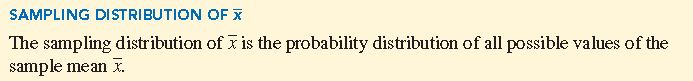 SAMPLING DISTRIBUTION OF x̄
The sampling distribution of x̄ is the probability distribution of all possible values of the
sample mean x̄.